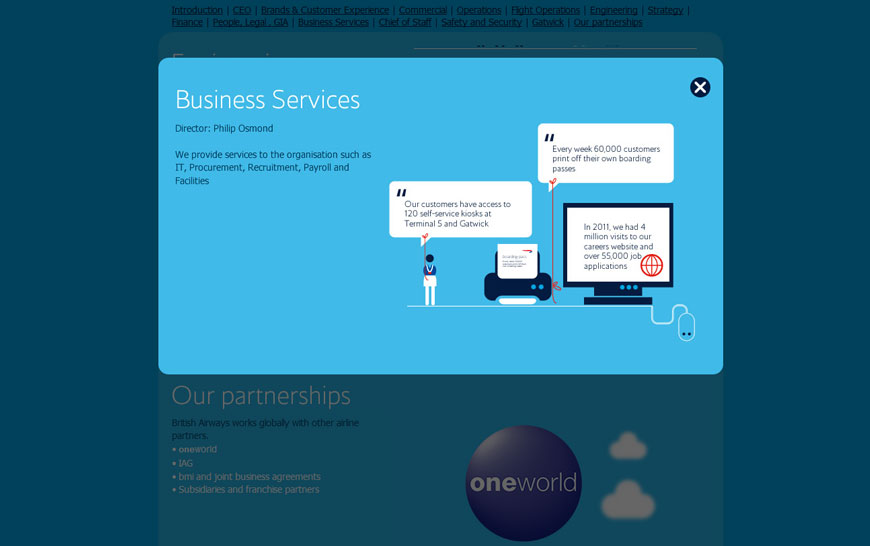 Introduction | CEO | Brands & Customer Experience | Commercial | Operations | Flight Operations | Engineering | Strategy |
Finance | People, Legal , GIA | Business Services | Chief of Staff | Safety and Security | Gatwick | Our partnerships
Business Services
Director: Philip Osmond
We provide services to the organisation such as
IT, Procurement, Recruitment, Payroll and
Facilities
Every week 60,000 customers
print off their own boarding
passes
Our customers have access to
120 self-service kiosks at
Terminal 5 and Gatwick
In 2011, we had 4
million visits to our
careers website and
over 55,000 job
applications
Our partnerships
British Airways works globally with other airline
partners.
• oneworld
• IAG
• bmi and joint business agreements
• Subsidiaries and franchise partners
oneworld